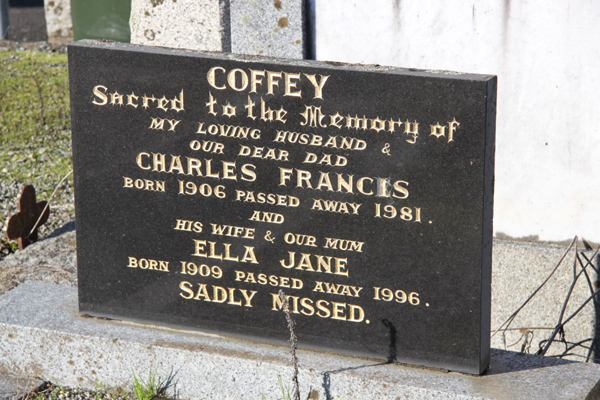 COFFEY
Sacred to the Memory of
MY LOVING HUSBAND &
OUR DEAR DAD
CHARLES FRANCIS
BORN 1906 PASSED AWAY 1981.
AND
HIS WIFE & OUR MUM
ELLA JANE
BORN 1909 PASSED AWAY 1996.
SADLY MISSED.